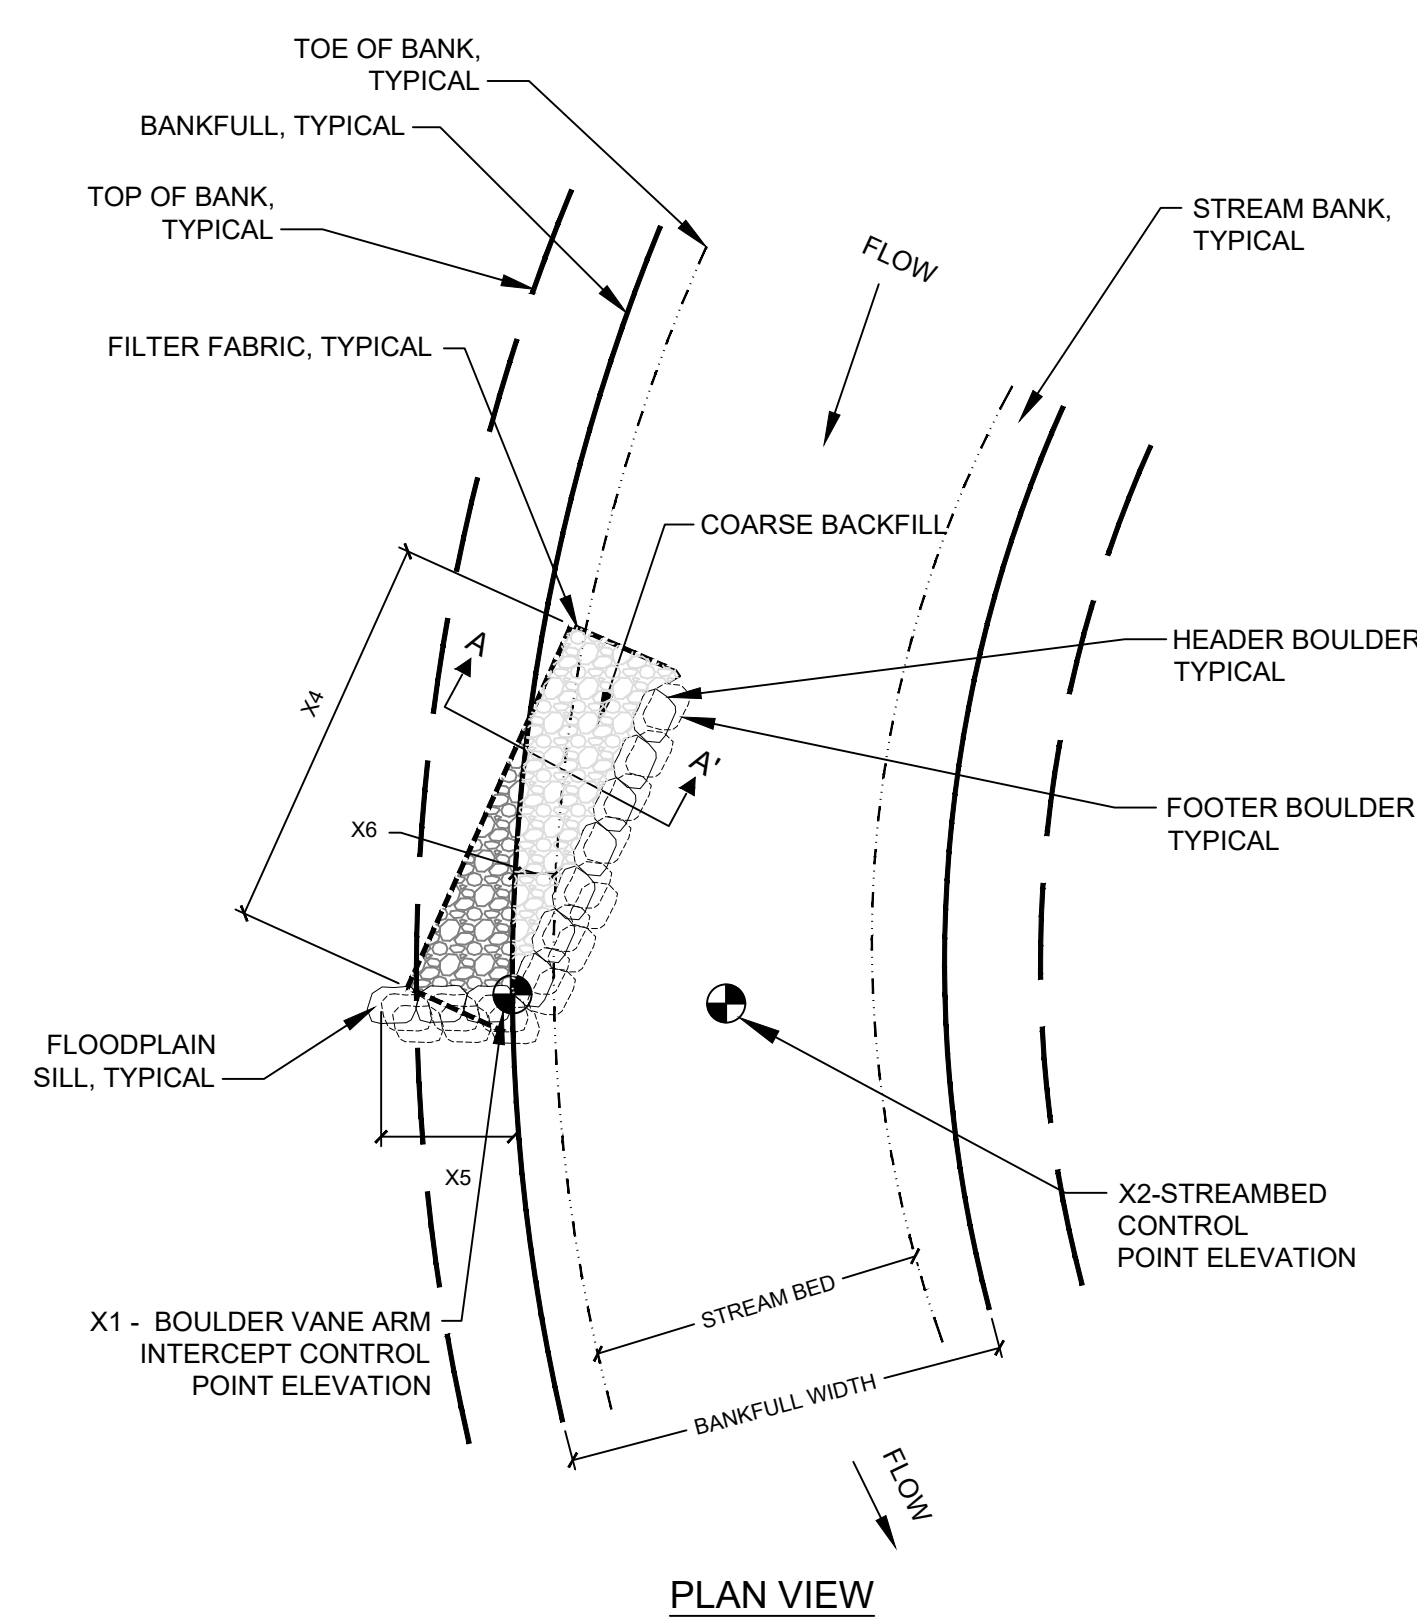 TOE OF BANK,
TYPICAL
BANKFULL, TYPICAL
TOP OF BANK,
TYPICAL
STREAM BANK,
TYPICAL
FLOW
FILTER FABRIC, TYPICAL
COARSE BACKFILL
A
HEADER BOULDER
TYPICAL
X4
A'
FOOTER BOULDER
TYPICAL
X6
FLOODPLAIN
SILL, TYPICAL
X5
X2-STREAMBED
CONTROL
POINT ELEVATION
STREAM BED
X1 - BOULDER VANE ARM
INTERCEPT CONTROL
POINT ELEVATION
BANKFULL WIDTH
FLOW
PLAN VIEW